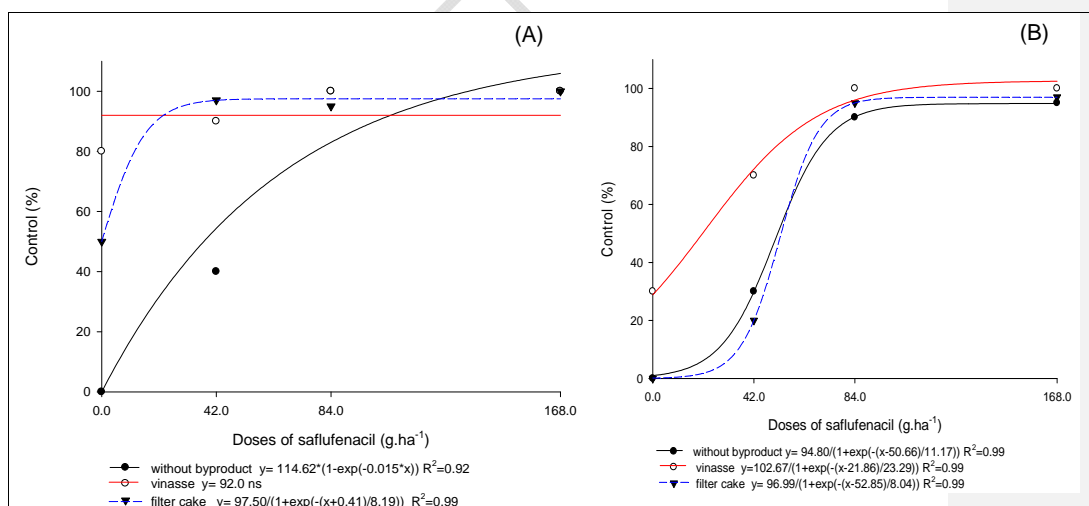 (A)
100
80
60
40
20
0
Control (%)
0.0 42.0 84.0 168.0
Doses of saflufenacil (g.ha⁻¹)
without byproduct y= 114.62*(1-exp(-0.015*x)) R²=0.92
vinasse y= 92.0 ns
filter cake y= 97.50/(1+exp(-(x+0.41)/8.19)) R²=0.99
(B)
100
80
60
40
20
0
Control (%)
0.0 42.0 84.0 168.0
Doses of saflufenacil (g.ha⁻¹)
without byproduct y= 94.80/(1+exp(-(x-50.66)/11.17)) R²=0.99
vinasse y=102.67/(1+exp(-(x-21.86)/23.29)) R²=0.99
filter cake y= 96.99/(1+exp(-(x-52.85)/8.04)) R²=0.99